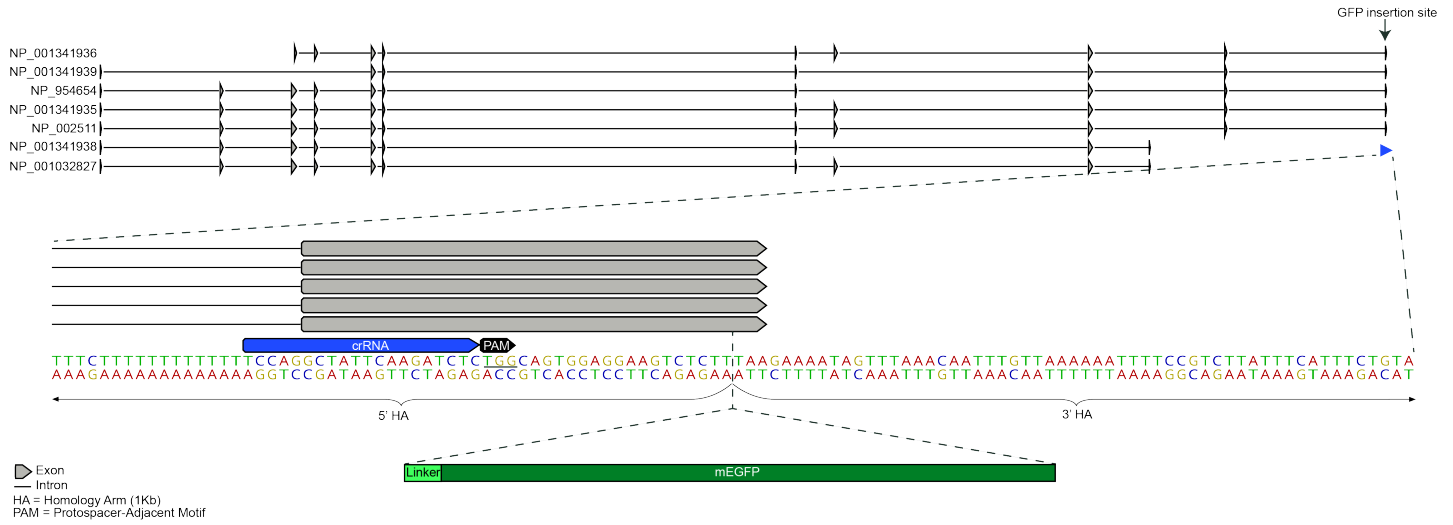 GFP insertion site
NP_001341936
NP_001341939
NP_954654
NP_001341935
NP_002511
NP_001341938
NP_001032827
crRNA PAM
TTTCTTTTTTTTTTTTTCCAGGCTATTCAAGATCTCTGGCAGTGGAGGAAGTCTCTTTAAGAAAATAGTTTAAACAATTTGTTAAAAAATTTTCCGTCTTATTTCATTTCTGTA
AAAGAAAAAAAAAAAAAGGTCCGATAAGTTCTAGAGACCGTCACCTCCTTCAGAGAAATTCTTTTATCAAATTTGTTAAACAATTTTTTAAAAGGCAGAATAAAGTAAAGACAT
5' HA 3' HA
Linker mEGFP
Exon
Intron
HA = Homology Arm (1Kb)
PAM = Protospacer-Adjacent Motif